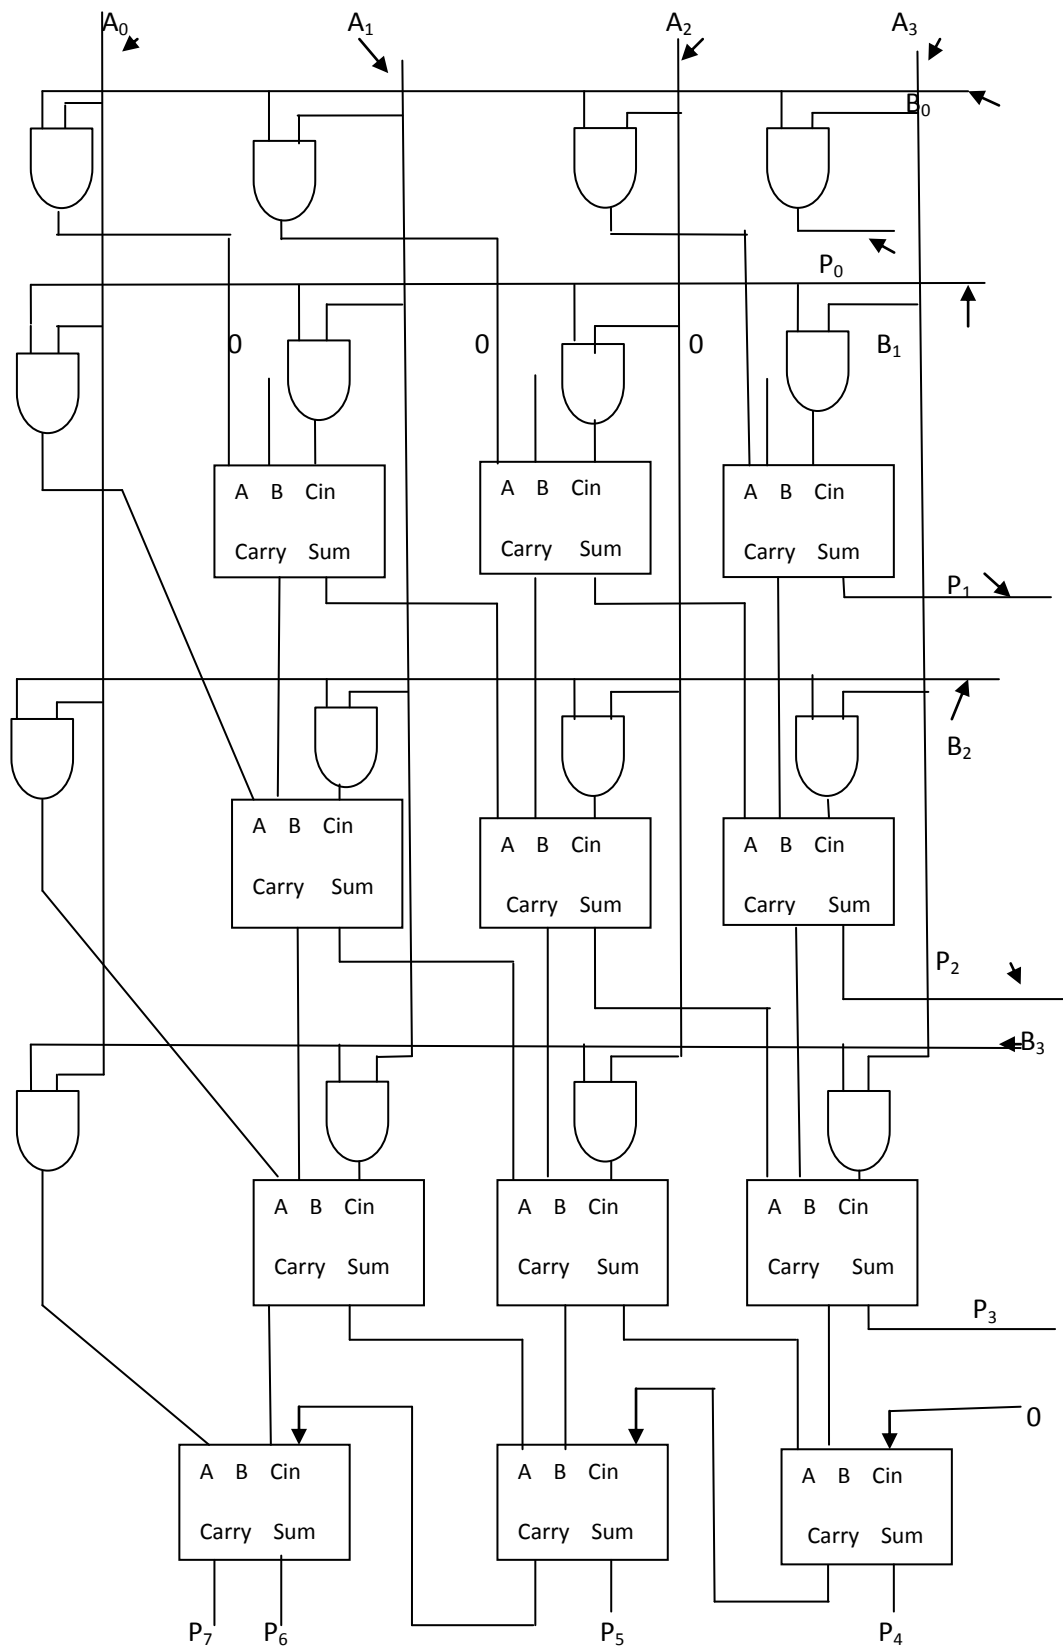 A₀ A₁ A₂ A₃
B₀
P₀
0 0 0 B₁
A B Cin A B Cin A B Cin
Carry Sum Carry Sum Carry Sum
P₁
B₂
A B Cin A B Cin A B Cin
Carry Sum Carry Sum Carry Sum
P₂
B₃
A B Cin A B Cin A B Cin
Carry Sum Carry Sum Carry Sum
P₃
0
A B Cin A B Cin A B Cin
Carry Sum Carry Sum Carry Sum
P₇ P₆ P₅ P₄